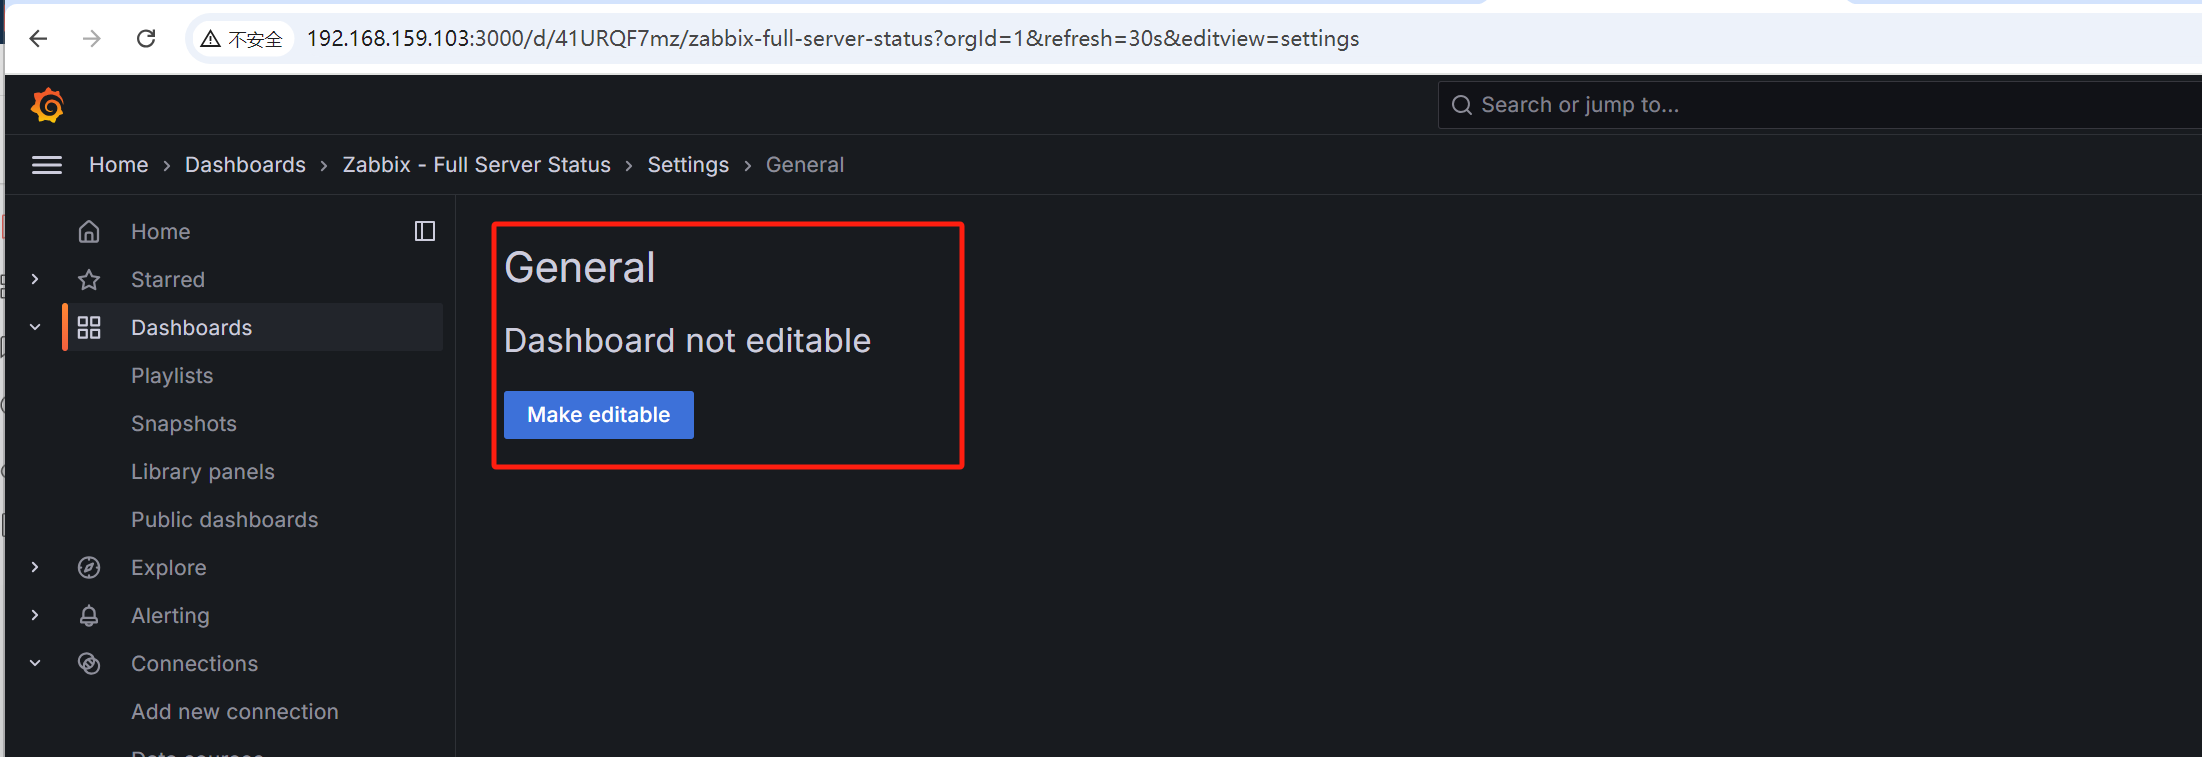 不安全 192.168.159.103:3000/d/41URQF7mz/zabbix-full-server-status?orgId=1&refresh=30s&editview=settings
Search or jump to...
Home › Dashboards › Zabbix - Full Server Status › Settings › General
Home
Starred
Dashboards
Playlists
Snapshots
Library panels
Public dashboards
Explore
Alerting
Connections
Add new connection
Data sources
General
Dashboard not editable
Make editable